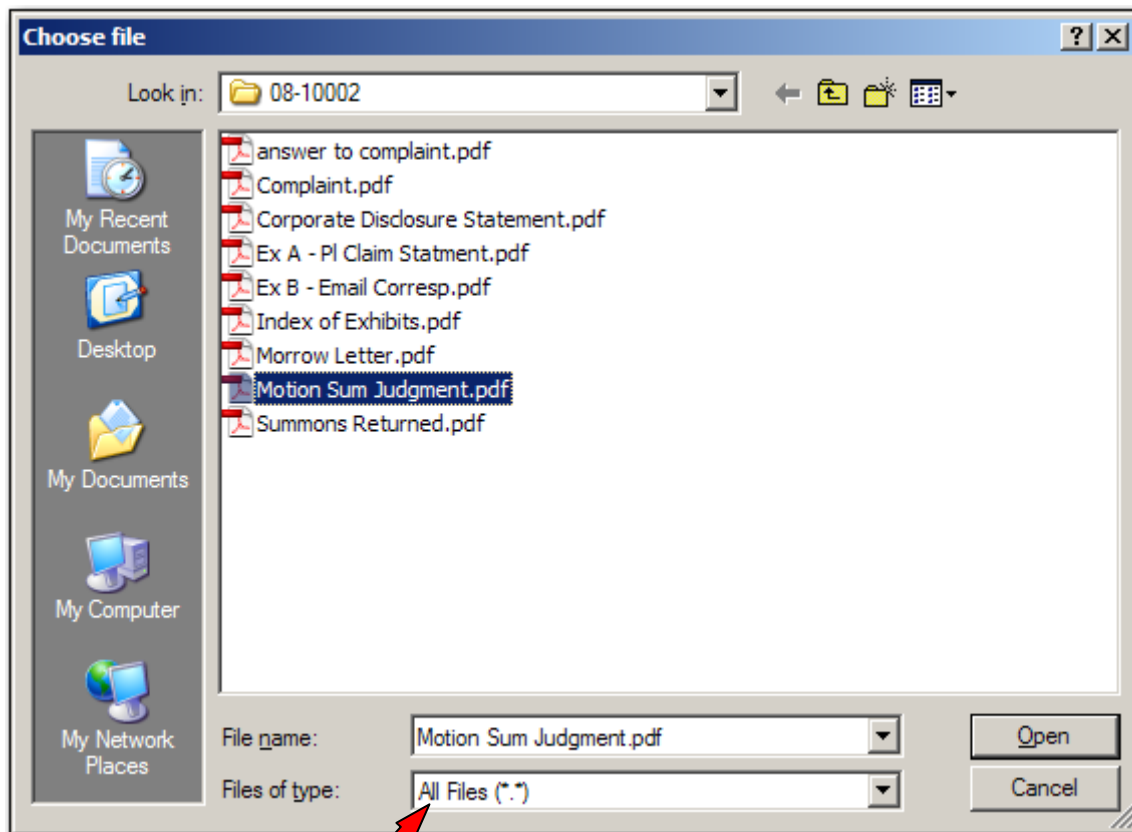 Choose file
Look in:
08-10002
My Recent
Documents
Desktop
My Documents
My Computer
My Network
Places
answer to complaint.pdf
Complaint.pdf
Corporate Disclosure Statement.pdf
Ex A - Pl Claim Statment.pdf
Ex B - Email Corresp.pdf
Index of Exhibits.pdf
Morrow Letter.pdf
Motion Sum Judgment.pdf
Summons Returned.pdf
File name:
Motion Sum Judgment.pdf
Open
Files of type:
All Files (*.*)
Cancel